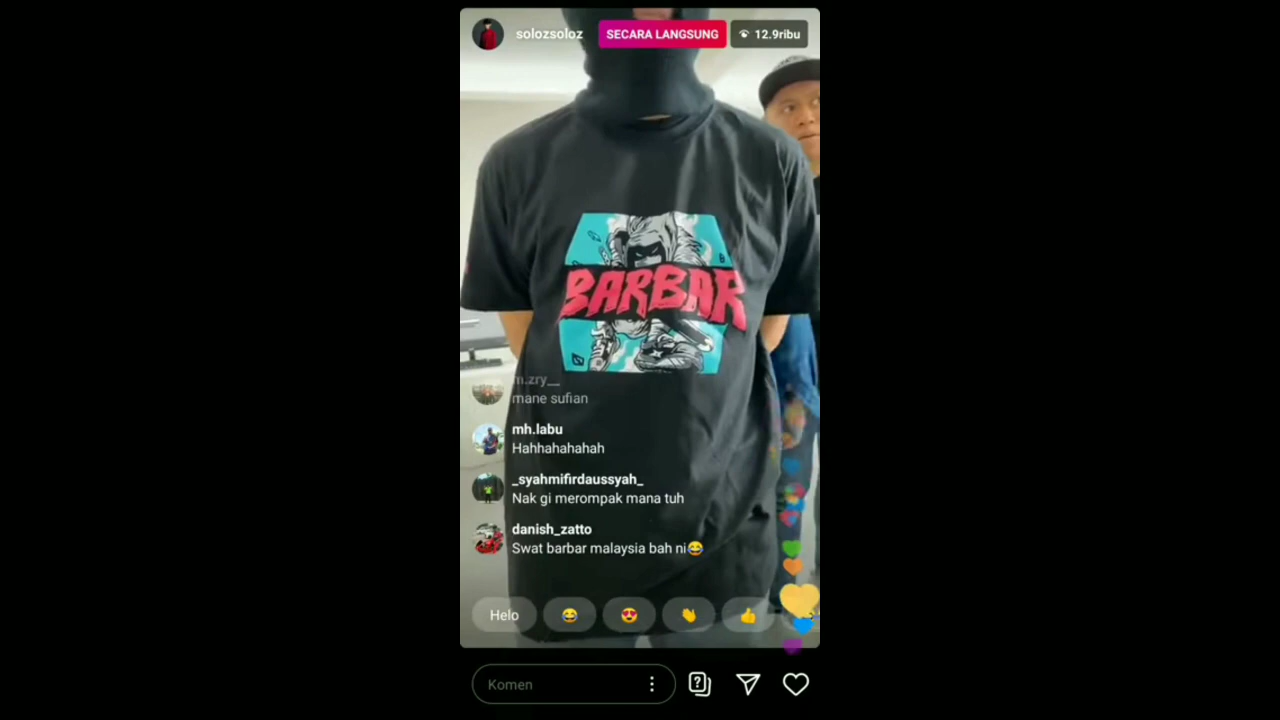 solozsoloz
SECARA LANGSUNG
12.9ribu
BARBAR
m.zry__
mane sufian
mh.labu
Hahhahahahah
_syahmifirdaussyah_
Nak gi merompak mana tuh
danish_zatto
Swat barbar malaysia bah ni😂
Helo
Komen